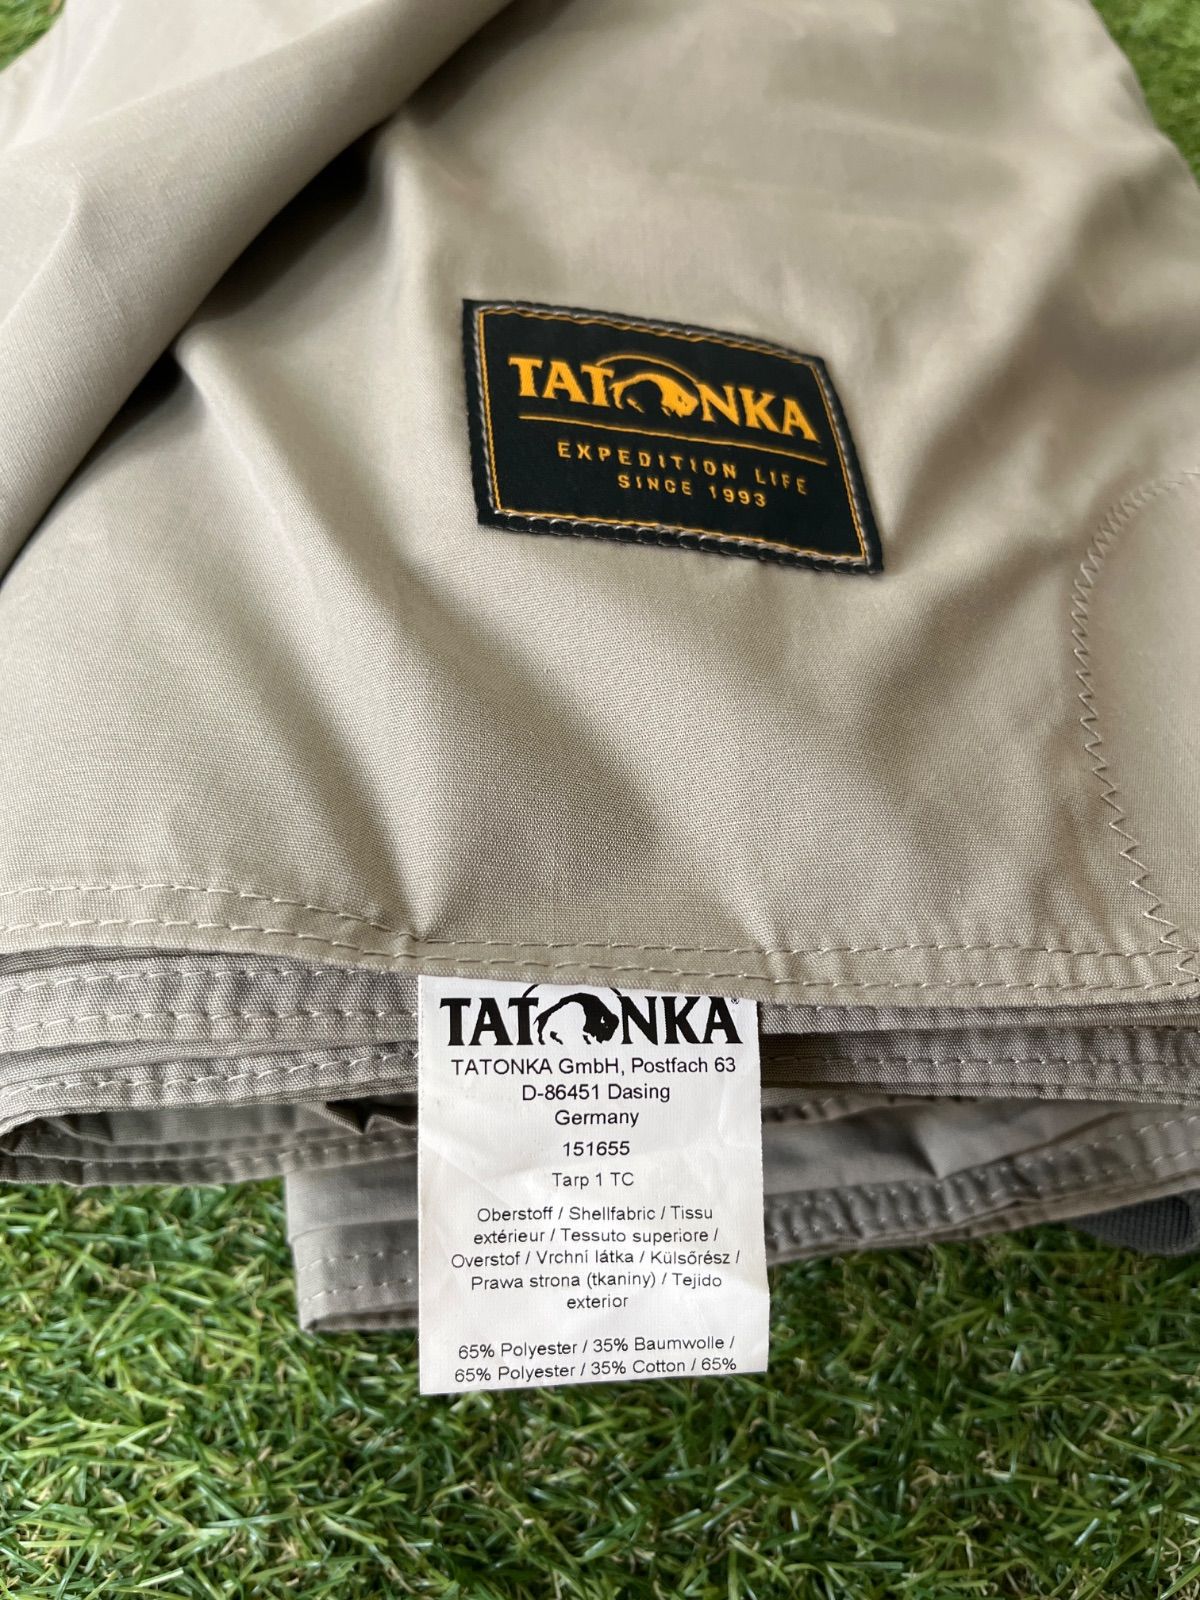 TATONKA
EXPEDITION LIFE
SINCE 1993
TATONKA®
TATONKA GmbH, Postfach 63
D-86451 Dasing
Germany
151655
Tarp 1 TC
Oberstoff / Shellfabric / Tissu
extérieur / Tessuto superiore /
Overstof / Vrchní látka / Külsőrész /
Prawa strona (tkaniny) / Tejido
exterior
65% Polyester / 35% Baumwolle /
65% Polyester / 35% Cotton / 65%